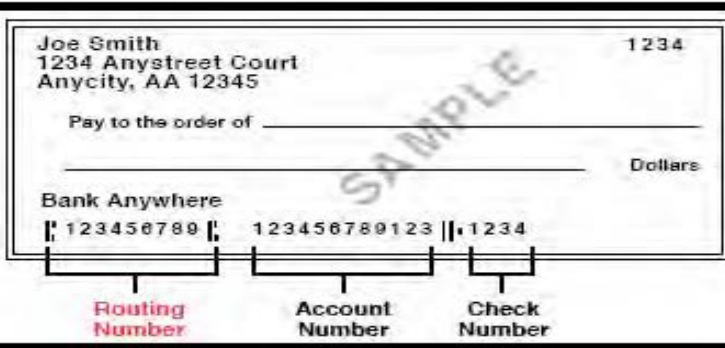 Joe Smith 1234
1234 Anystreet Court
Anycity, AA 12345
SAMPLE
Pay to the order of
Dollars
Bank Anywhere
⑆123456789⑆ 123456789123⑈1234
Routing Number
Account Number
Check Number